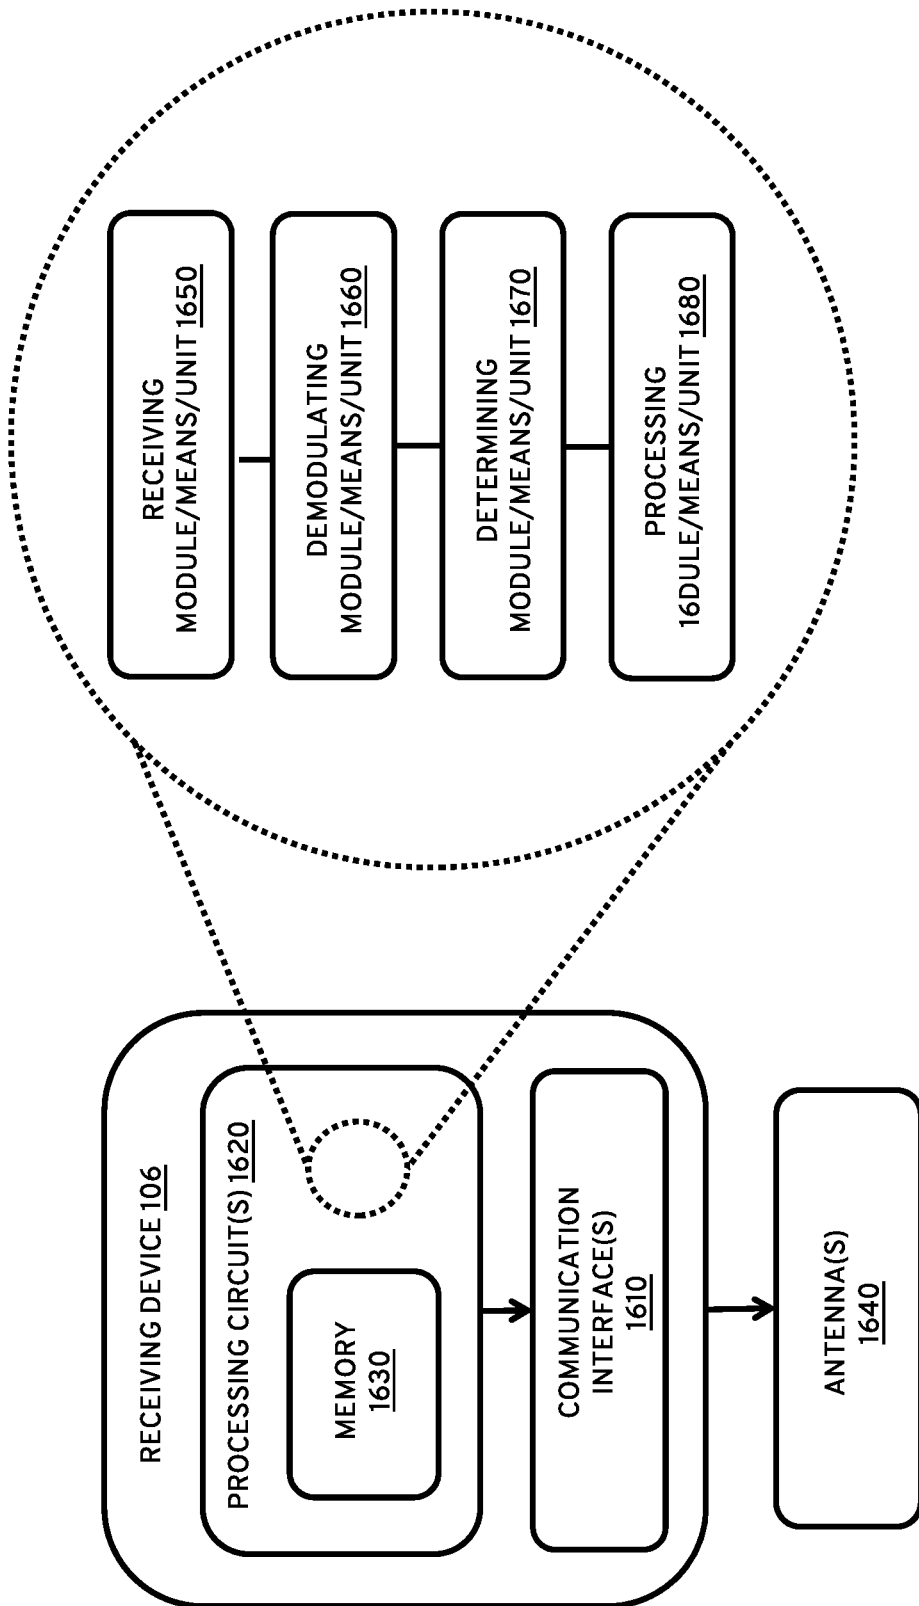 RECEIVING DEVICE 106
PROCESSING CIRCUIT(S) 1620
MEMORY
1630
COMMUNICATION
INTERFACE(S)
1610
ANTENNA(S)
1640
RECEIVING
MODULE/MEANS/UNIT 1650
DEMODULATING
MODULE/MEANS/UNIT 1660
DETERMINING
MODULE/MEANS/UNIT 1670
PROCESSING
16DULE/MEANS/UNIT 1680